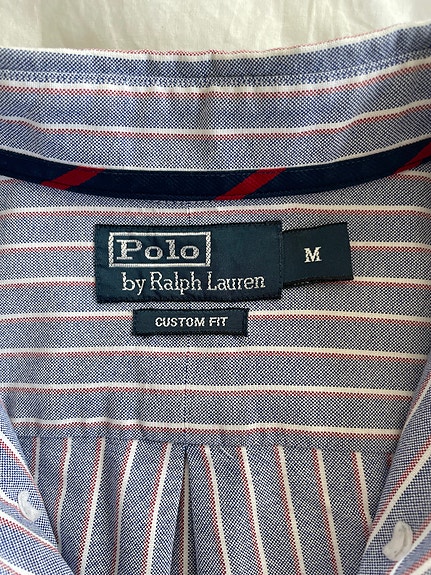 Polo
by Ralph Lauren
M
CUSTOM FIT